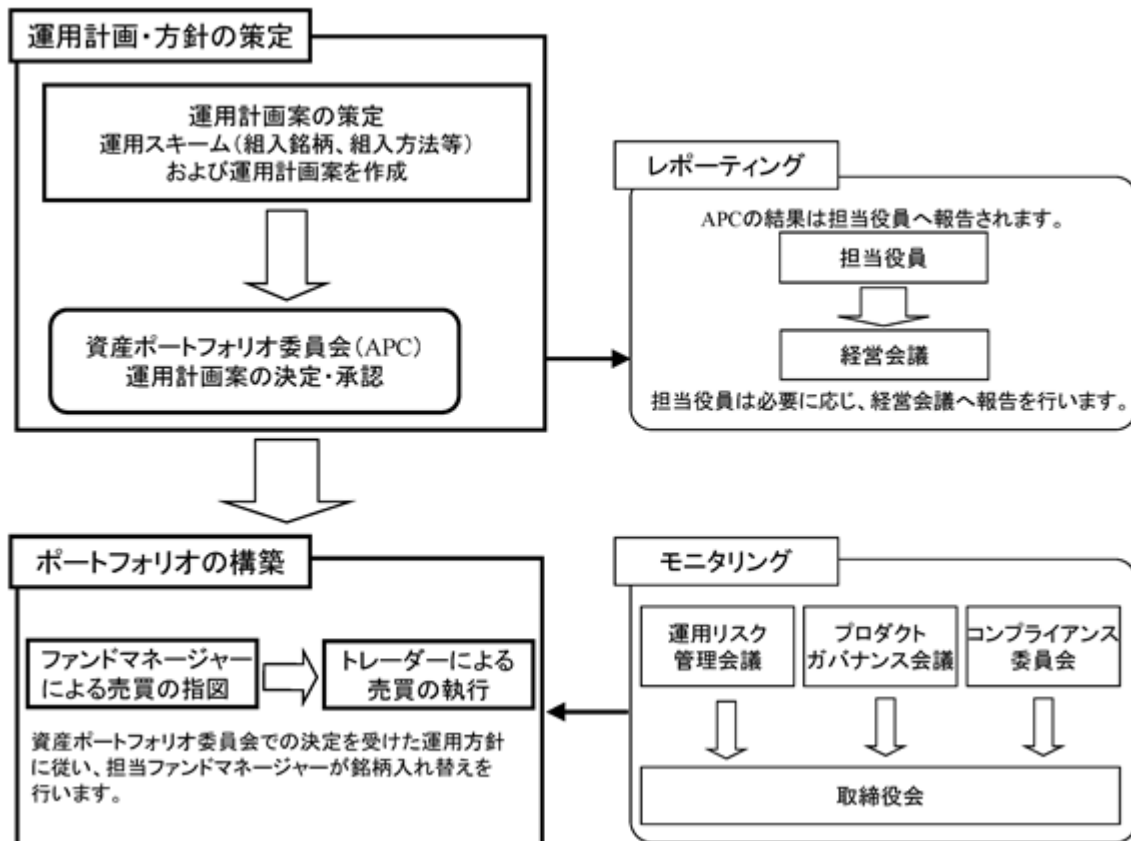 運用計画・方針の策定
運用計画案の策定
運用スキーム（組入銘柄、組入方法等）
および運用計画案を作成
資産ポートフォリオ委員会（APC）
運用計画案の決定・承認
レポーティング
APCの結果は担当役員へ報告されます。
担当役員
経営会議
担当役員は必要に応じ、経営会議へ報告を行います。
ポートフォリオの構築
ファンドマネージャー
による売買の指図
トレーダーによる
売買の執行
資産ポートフォリオ委員会での決定を受けた運用方針
に従い、担当ファンドマネージャーが銘柄入れ替えを
行います。
モニタリング
運用リスク
管理会議
プロダクト
ガバナンス会議
コンプライアンス
委員会
取締役会